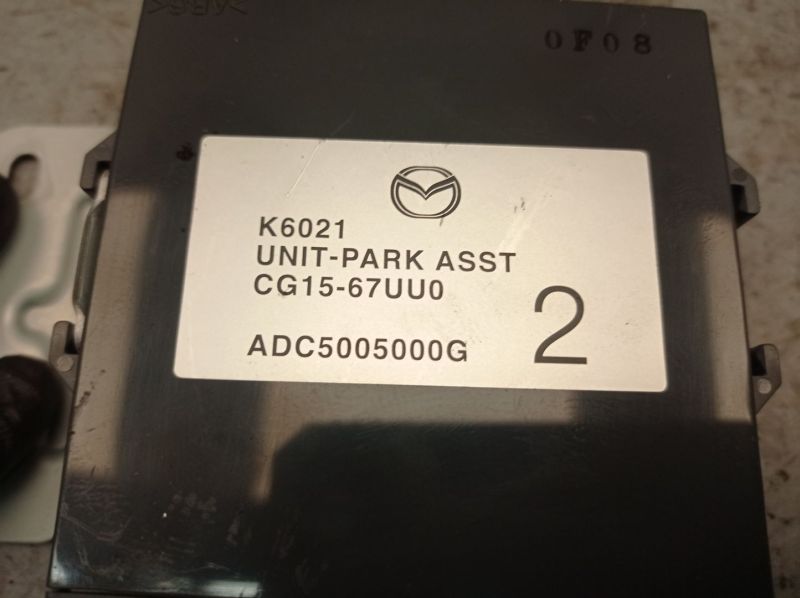 0F08
K6021
UNIT-PARK ASST
CG15-67UU0
ADC5005000G
2